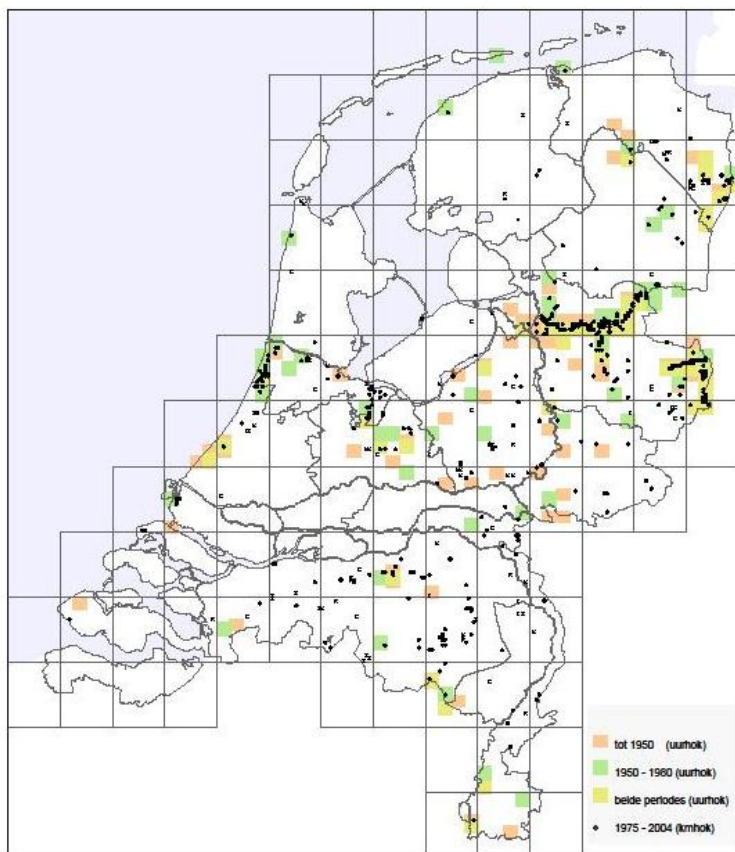 tot 1950 (uurhok)
1950 - 1980 (uurhok)
beide periodes (uurhok)
1975 - 2004 (kmhok)